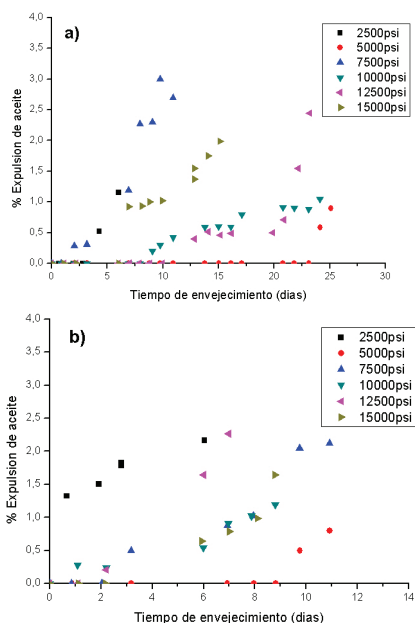 a)
4,0
3,5
3,0
2,5
2,0
1,5
1,0
0,5
0,0
% Expulsion de aceite
2500psi
5000psi
7500psi
10000psi
12500psi
15000psi
0 5 10 15 20 25 30
Tiempo de envejecimiento (dias)
b)
4,0
3,5
3,0
2,5
2,0
1,5
1,0
0,5
0,0
% Expulsion de aceite
2500psi
5000psi
7500psi
10000psi
12500psi
15000psi
0 2 4 6 8 10 12 14
Tiempo de envejecimiento (dias)